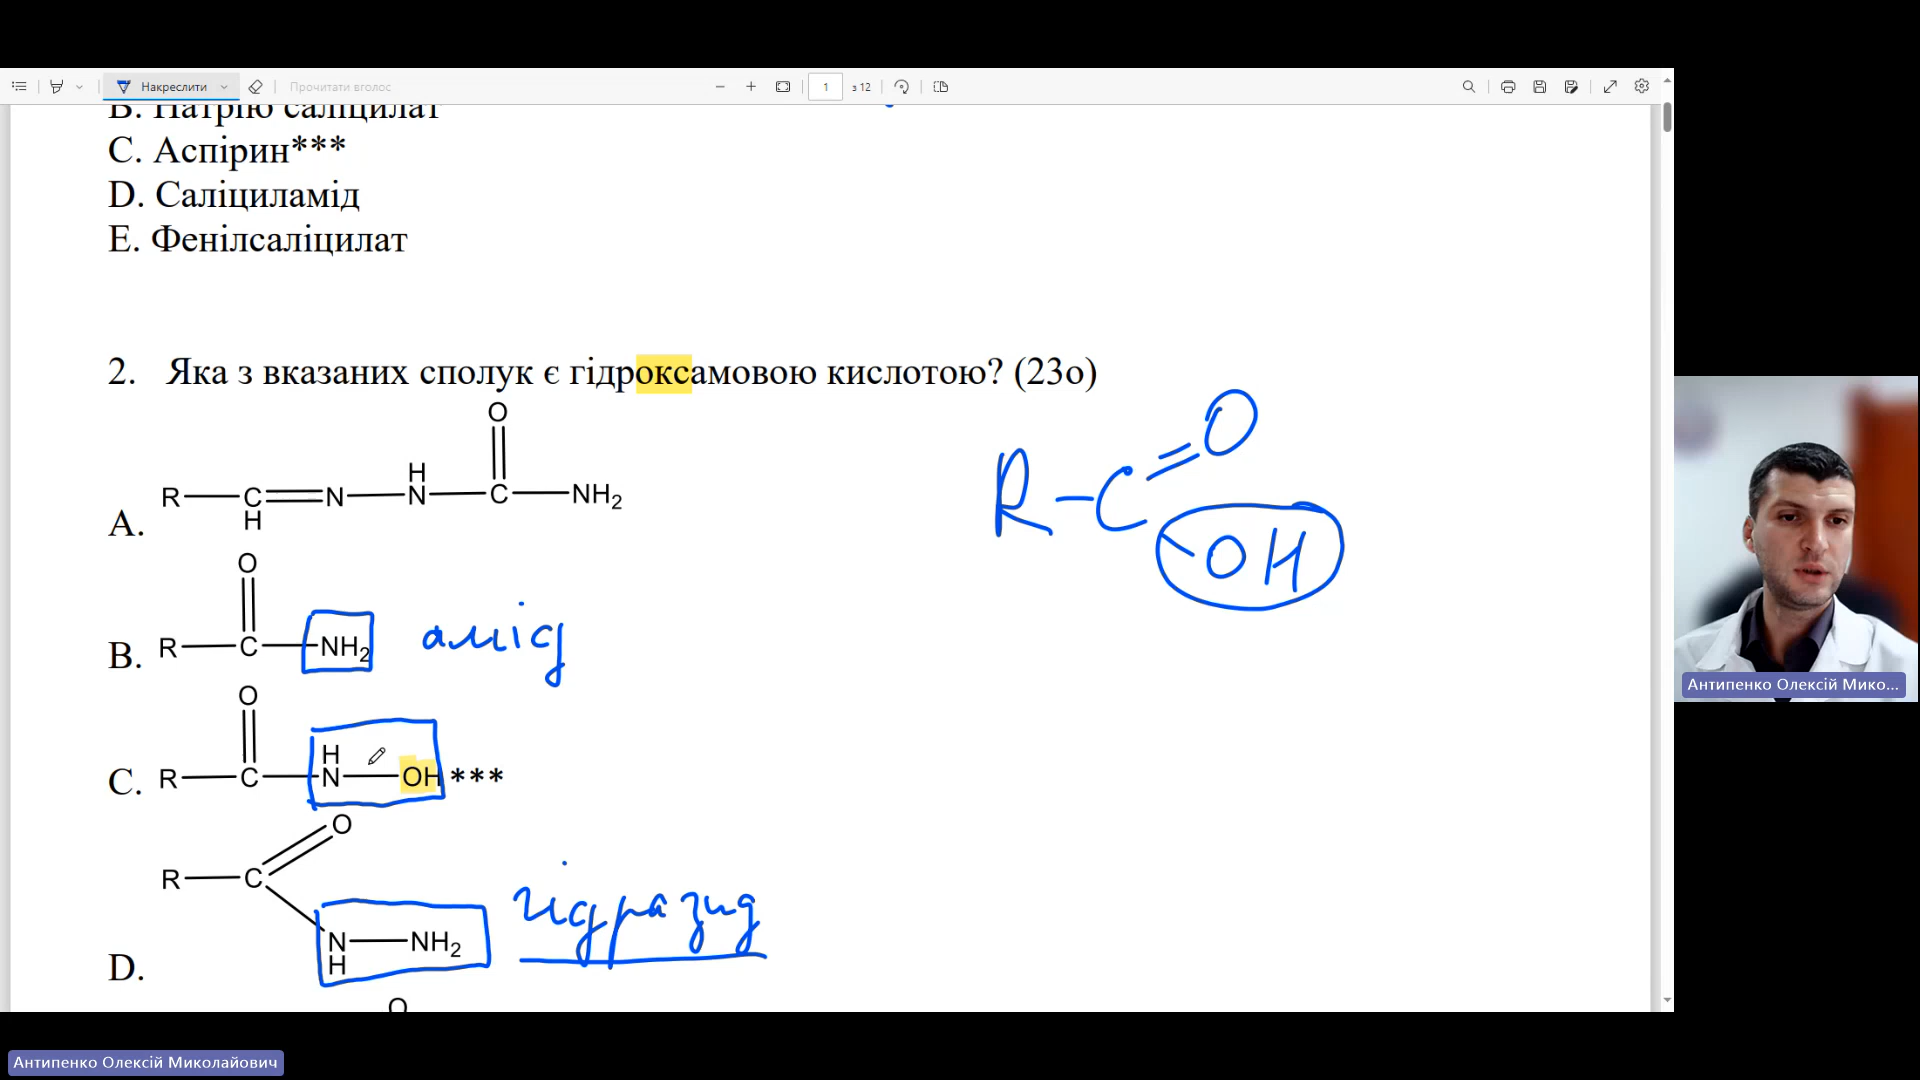 Накреслити
Прочитати вголос
1
з 12
B. Натрію саліцилат
C. Аспірин***
D. Саліциламід
E. Фенілсаліцилат
2. Яка з вказаних сполук є гідроксамовою кислотою? (23о)
A. R C H N H N C O NH2
R-C=O -OH
B. R C O NH2 амід
C. R C O H N OH***
D. R C O N H NH2 гідразид
O
Антипенко Олексій Мико...
Антипенко Олексій Миколайович